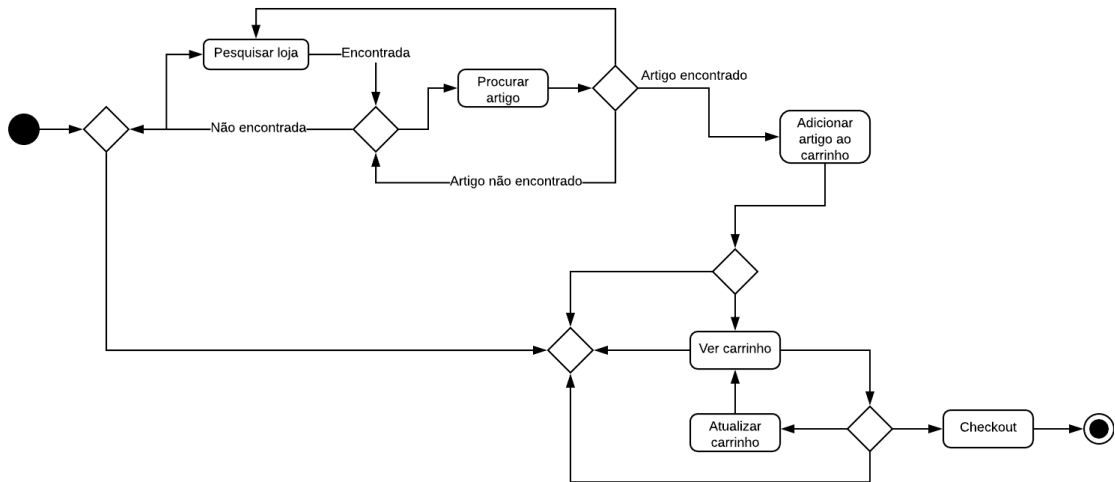 Pesquisar loja
Encontrada
Procurar
artigo
Artigo encontrado
Adicionar
artigo ao
carrinho
Não encontrada
Artigo não encontrado
Ver carrinho
Atualizar
carrinho
Checkout